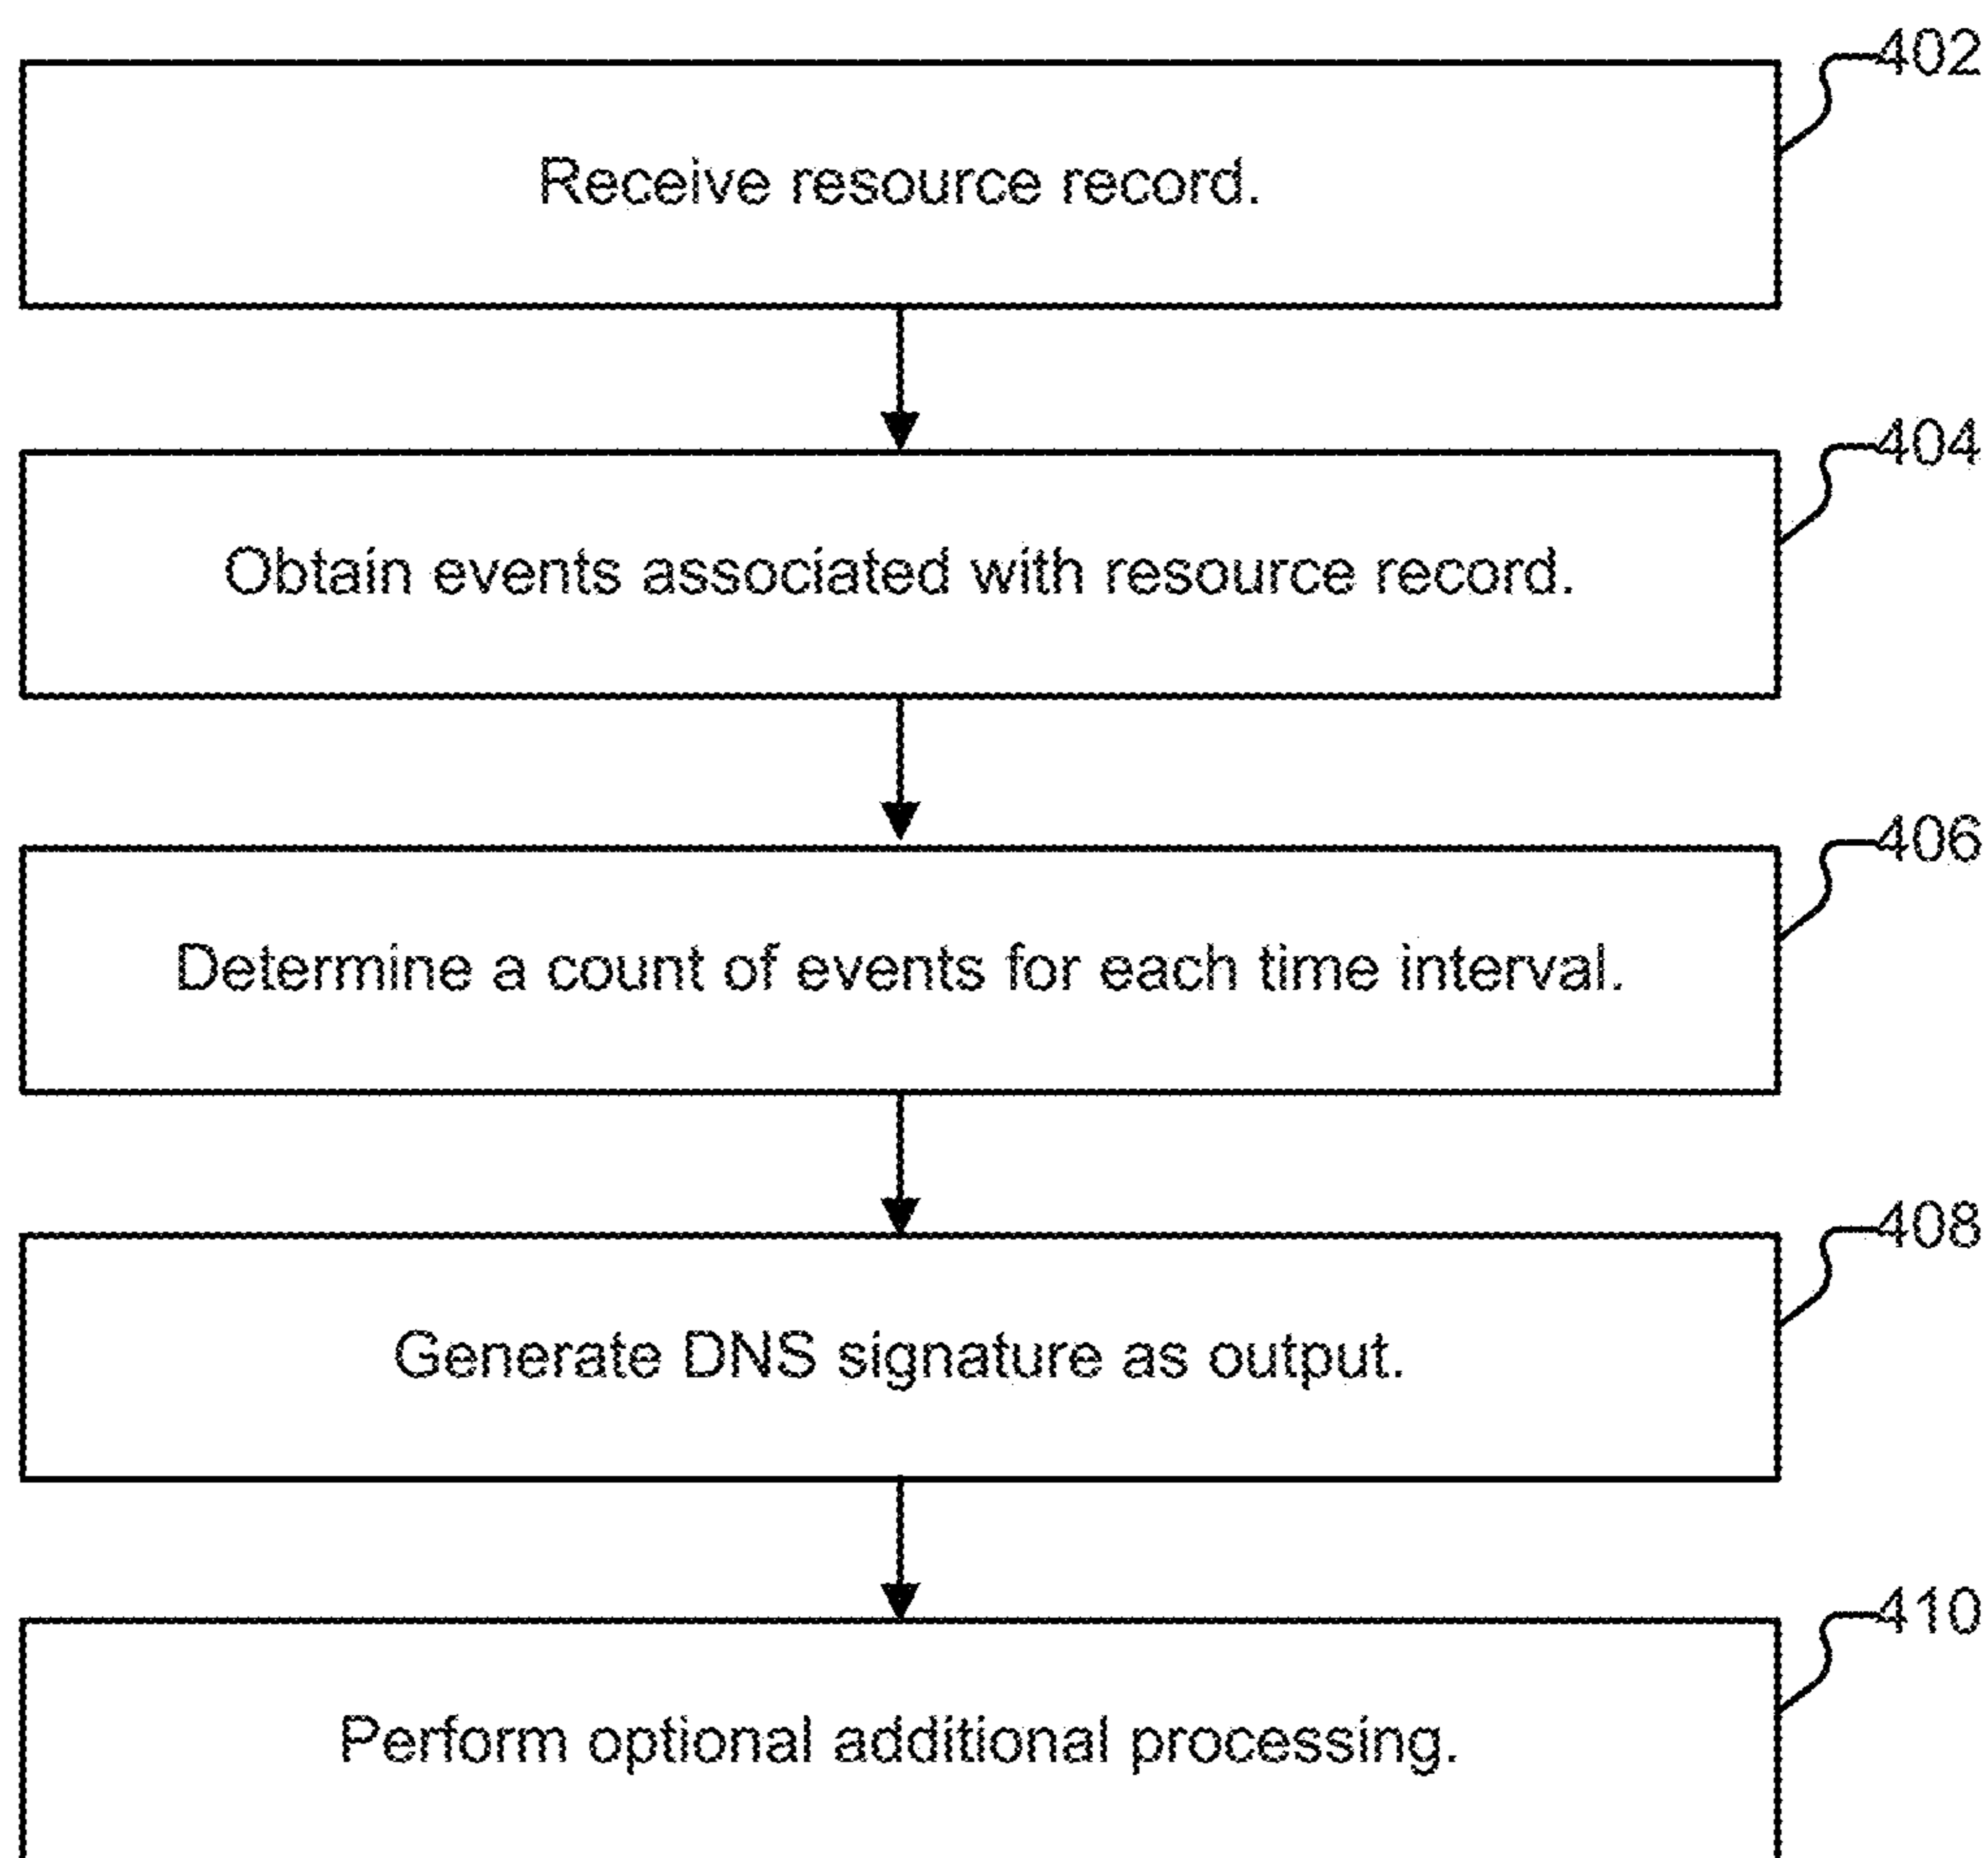 402
Receive resource record.
404
Obtain events associated with resource record.
406
Determine a count of events for each time interval.
408
Generate DNS signature as output.
410
Perform optional additional processing.